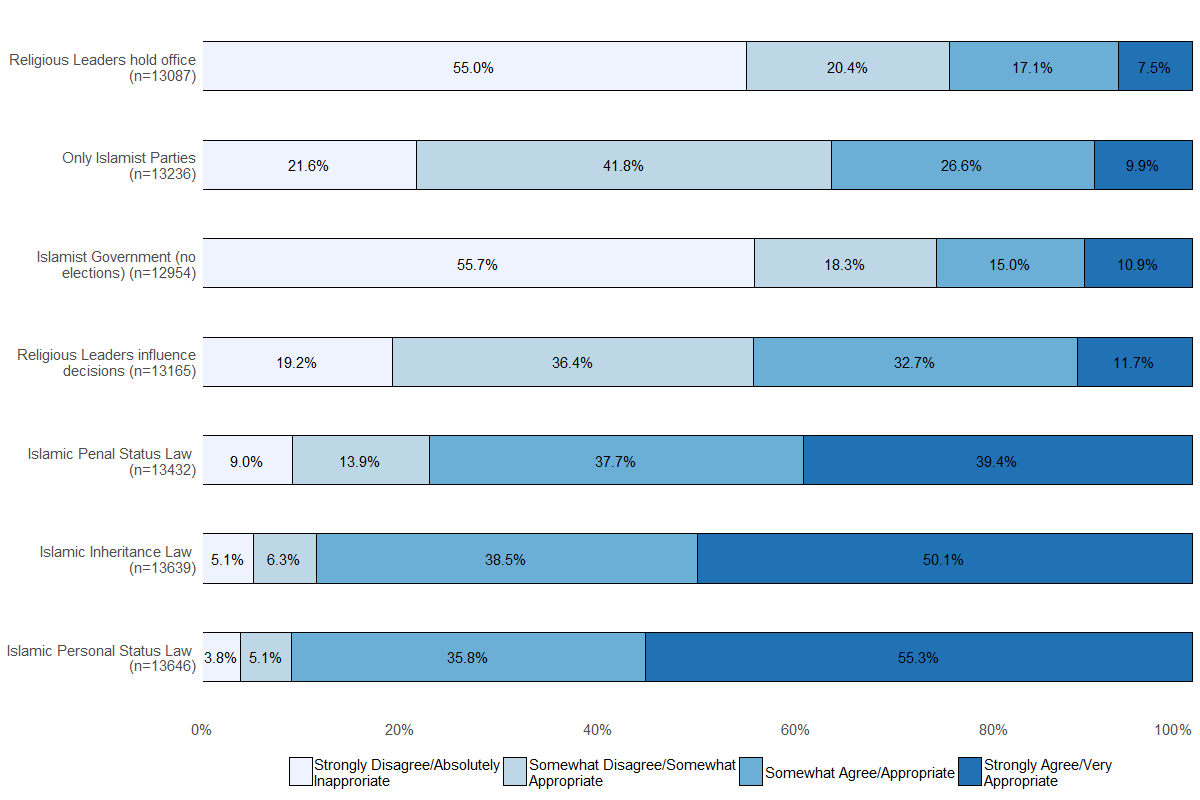 Religious Leaders hold office
(n=13087)
55.0%
20.4%
17.1%
7.5%
Only Islamist Parties
(n=13236)
21.6%
41.8%
26.6%
9.9%
Islamist Government (no
elections) (n=12954)
55.7%
18.3%
15.0%
10.9%
Religious Leaders influence
decisions (n=13165)
19.2%
36.4%
32.7%
11.7%
Islamic Penal Status Law
(n=13432)
9.0%
13.9%
37.7%
39.4%
Islamic Inheritance Law
(n=13639)
5.1%
6.3%
38.5%
50.1%
Islamic Personal Status Law
(n=13646)
3.8%
5.1%
35.8%
55.3%
0%
20%
40%
60%
80%
100%
Strongly Disagree/Absolutely
Inapproriate
Somewhat Disagree/Somewhat
Appropriate
Somewhat Agree/Appropriate
Strongly Agree/Very
Appropriate